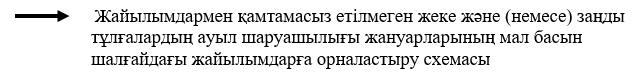 Жайылымдармен қамтамасыз етілмеген жеке және (немесе) заңды
тұлғалардың ауыл шаруашылығы жануарларының мал басын
шалғайдағы жайылымдарға орналастыру схемасы